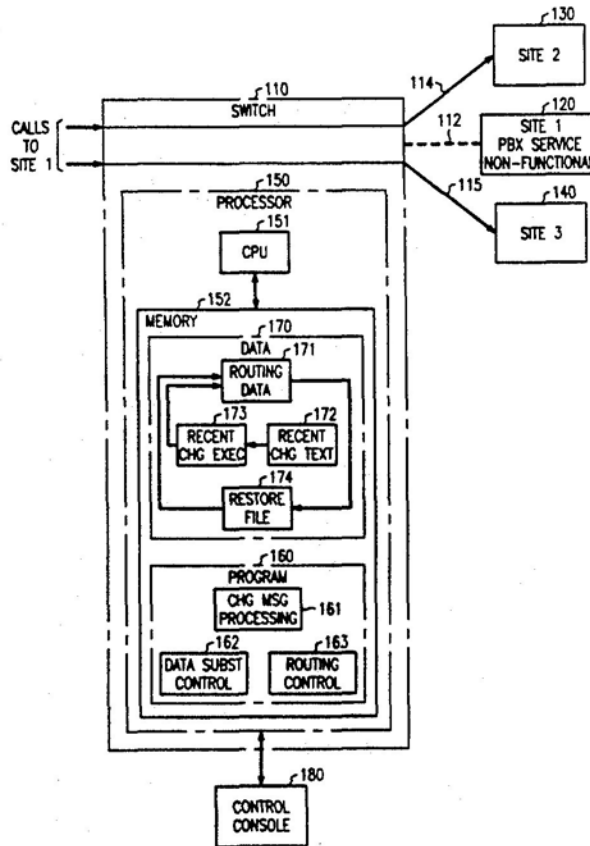 130
SITE 2
110
SWITCH
114
CALLS
TO
SITE 1
112
120
SITE 1
PBX SERVICE
NON-FUNCTIONAL
115
140
SITE 3
150
PROCESSOR
151
CPU
152
MEMORY
170
DATA
171
ROUTING
DATA
173
RECENT
CHG EXEC
172
RECENT
CHG TEXT
174
RESTORE
FILE
160
PROGRAM
CHG MSG
PROCESSING
161
162
DATA SUBST
CONTROL
163
ROUTING
CONTROL
180
CONTROL
CONSOLE